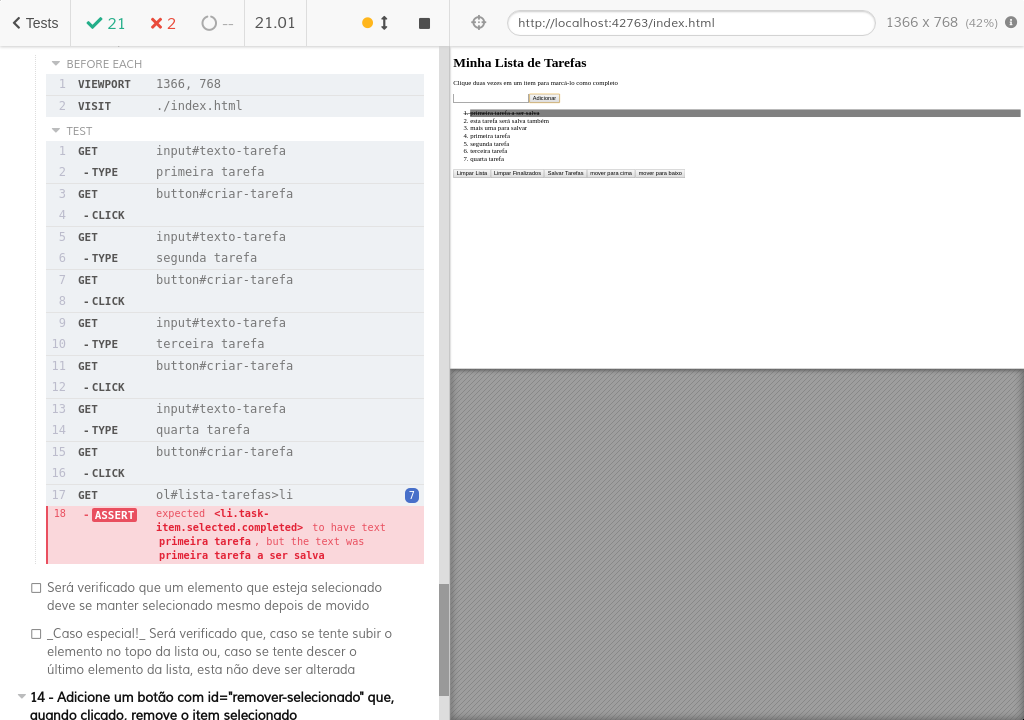 Tests
21
2
--
21.01
http://localhost:42763/index.html
1366 x 768 (42%)
BEFORE EACH
1 VIEWPORT 1366, 768
2 VISIT ./index.html
TEST
1 GET input#texto-tarefa
2 -TYPE primeira tarefa
3 GET button#criar-tarefa
4 -CLICK
5 GET input#texto-tarefa
6 -TYPE segunda tarefa
7 GET button#criar-tarefa
8 -CLICK
9 GET input#texto-tarefa
10 -TYPE terceira tarefa
11 GET button#criar-tarefa
12 -CLICK
13 GET input#texto-tarefa
14 -TYPE quarta tarefa
15 GET button#criar-tarefa
16 -CLICK
17 GET ol#lista-tarefas>li 7
18 -ASSERT expected <li.task-
item.selected.completed> to have text
primeira tarefa, but the text was
primeira tarefa a ser salva
Será verificado que um elemento que esteja selecionado
deve se manter selecionado mesmo depois de movido
_Caso especial!_ Será verificado que, caso se tente subir o
elemento no topo da lista ou, caso se tente descer o
último elemento da lista, esta não deve ser alterada
14 - Adicione um botão com id="remover-selecionado" que,
quando clicado, remove o item selecionado
Minha Lista de Tarefas
Clique duas vezes em um item para marcá-lo como completo
Adicionar
1. primeira tarefa a ser salva
2. esta tarefa será salva também
3. mais uma para salvar
4. primeira tarefa
5. segunda tarefa
6. terceira tarefa
7. quarta tarefa
Limpar Lista Limpar Finalizados Salvar Tarefas mover para cima mover para baixo